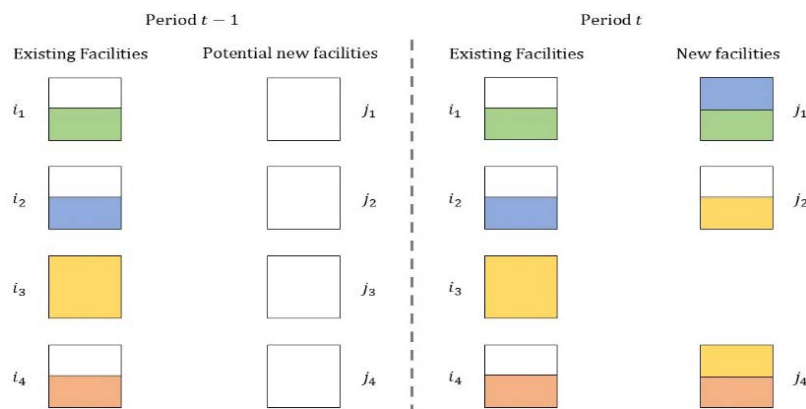 Period t − 1
Period t
Existing Facilities
Potential new facilities
Existing Facilities
New facilities
i₁
j₁
i₁
j₁
i₂
j₂
i₂
j₂
i₃
j₃
i₃
i₄
j₄
i₄
j₄